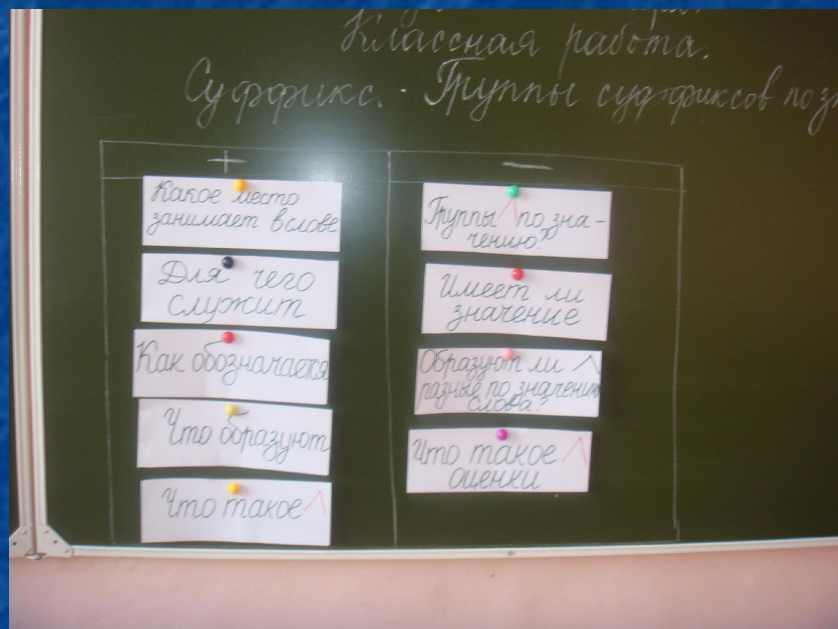 Классная работа.
Суффикс. Группы суффиксов по
+
Какое место
занимает в слове
Для чего
служит
Как обозначается
Что образуют
Что такое ^
—
Группы ^ по зна-
чению?
Имеет ли
значение
Образуют ли ^
разные по значению
слова?
Что такое ^
оценки